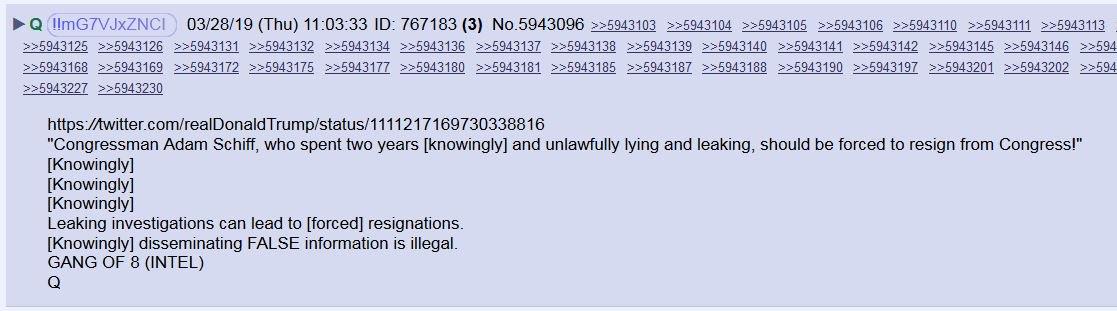 Q !!mG7VJxZNCI 03/28/19 (Thu) 11:03:33 ID: 767183 (3) No.5943096 >>5943103 >>5943104 >>5943105 >>5943106 >>5943110 >>5943111 >>5943113
>>5943125 >>5943126 >>5943131 >>5943132 >>5943134 >>5943136 >>5943137 >>5943138 >>5943139 >>5943140 >>5943141 >>5943142 >>5943145 >>5943146 >>594
>>5943168 >>5943169 >>5943172 >>5943175 >>5943177 >>5943180 >>5943181 >>5943185 >>5943187 >>5943188 >>5943190 >>5943197 >>5943201 >>5943202 >>594
>>5943227 >>5943230
https://twitter.com/realDonaldTrump/status/1111217169730338816
"Congressman Adam Schiff, who spent two years [knowingly] and unlawfully lying and leaking, should be forced to resign from Congress!"
[Knowingly]
[Knowingly]
[Knowingly]
Leaking investigations can lead to [forced] resignations.
[Knowingly] disseminating FALSE information is illegal.
GANG OF 8 (INTEL)
Q